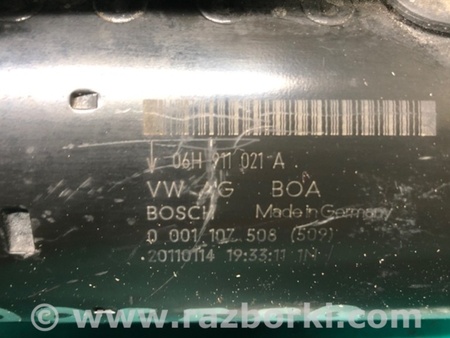 06H 911 021 A
VW AG BOA
BOSCH Made in Germany
0 001 107 508 (509)
20110114 19:33:11 1N
© www.razborki.com